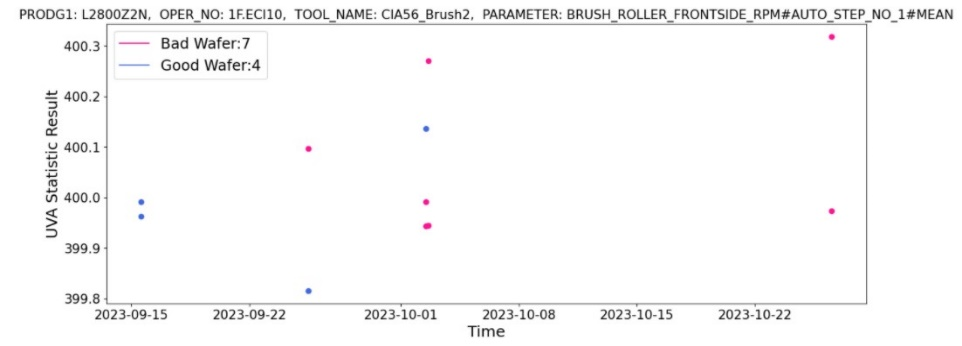 PRODG1: L2800Z2N, OPER_NO: 1F.ECI10, TOOL_NAME: CIA56_Brush2, PARAMETER: BRUSH_ROLLER_FRONTSIDE_RPM#AUTO_STEP_NO_1#MEAN
Bad Wafer:7
Good Wafer:4
UVA Statistic Result
400.3
400.2
400.1
400.0
399.9
399.8
2023-09-15 2023-09-22 2023-10-01 2023-10-08 2023-10-15 2023-10-22
Time